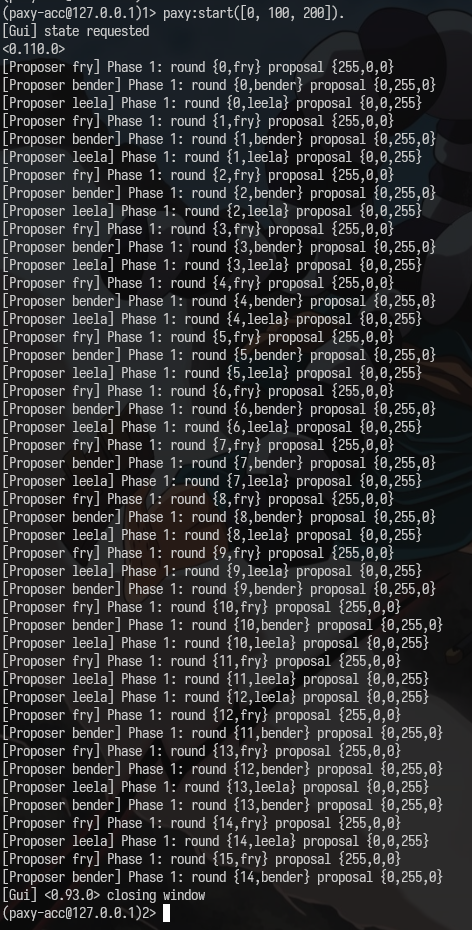 (paxy-acc@127.0.0.1)1> paxy:start([0, 100, 200]).
[Gui] state requested
<0.110.0>
[Proposer fry] Phase 1: round {0,fry} proposal {255,0,0}
[Proposer bender] Phase 1: round {0,bender} proposal {0,255,0}
[Proposer leela] Phase 1: round {0,leela} proposal {0,0,255}
[Proposer fry] Phase 1: round {1,fry} proposal {255,0,0}
[Proposer bender] Phase 1: round {1,bender} proposal {0,255,0}
[Proposer leela] Phase 1: round {1,leela} proposal {0,0,255}
[Proposer fry] Phase 1: round {2,fry} proposal {255,0,0}
[Proposer bender] Phase 1: round {2,bender} proposal {0,255,0}
[Proposer leela] Phase 1: round {2,leela} proposal {0,0,255}
[Proposer fry] Phase 1: round {3,fry} proposal {255,0,0}
[Proposer bender] Phase 1: round {3,bender} proposal {0,255,0}
[Proposer leela] Phase 1: round {3,leela} proposal {0,0,255}
[Proposer fry] Phase 1: round {4,fry} proposal {255,0,0}
[Proposer bender] Phase 1: round {4,bender} proposal {0,255,0}
[Proposer leela] Phase 1: round {4,leela} proposal {0,0,255}
[Proposer fry] Phase 1: round {5,fry} proposal {255,0,0}
[Proposer bender] Phase 1: round {5,bender} proposal {0,255,0}
[Proposer leela] Phase 1: round {5,leela} proposal {0,0,255}
[Proposer fry] Phase 1: round {6,fry} proposal {255,0,0}
[Proposer bender] Phase 1: round {6,bender} proposal {0,255,0}
[Proposer leela] Phase 1: round {6,leela} proposal {0,0,255}
[Proposer fry] Phase 1: round {7,fry} proposal {255,0,0}
[Proposer bender] Phase 1: round {7,bender} proposal {0,255,0}
[Proposer leela] Phase 1: round {7,leela} proposal {0,0,255}
[Proposer fry] Phase 1: round {8,fry} proposal {255,0,0}
[Proposer bender] Phase 1: round {8,bender} proposal {0,255,0}
[Proposer leela] Phase 1: round {8,leela} proposal {0,0,255}
[Proposer fry] Phase 1: round {9,fry} proposal {255,0,0}
[Proposer leela] Phase 1: round {9,leela} proposal {0,0,255}
[Proposer bender] Phase 1: round {9,bender} proposal {0,255,0}
[Proposer fry] Phase 1: round {10,fry} proposal {255,0,0}
[Proposer bender] Phase 1: round {10,bender} proposal {0,255,0}
[Proposer leela] Phase 1: round {10,leela} proposal {0,0,255}
[Proposer fry] Phase 1: round {11,fry} proposal {255,0,0}
[Proposer leela] Phase 1: round {11,leela} proposal {0,0,255}
[Proposer leela] Phase 1: round {12,leela} proposal {0,0,255}
[Proposer fry] Phase 1: round {12,fry} proposal {255,0,0}
[Proposer bender] Phase 1: round {11,bender} proposal {0,255,0}
[Proposer fry] Phase 1: round {13,fry} proposal {255,0,0}
[Proposer bender] Phase 1: round {12,bender} proposal {0,255,0}
[Proposer leela] Phase 1: round {13,leela} proposal {0,0,255}
[Proposer bender] Phase 1: round {13,bender} proposal {0,255,0}
[Proposer fry] Phase 1: round {14,fry} proposal {255,0,0}
[Proposer leela] Phase 1: round {14,leela} proposal {0,0,255}
[Proposer fry] Phase 1: round {15,fry} proposal {255,0,0}
[Proposer bender] Phase 1: round {14,bender} proposal {0,255,0}
[Gui] <0.93.0> closing window
(paxy-acc@127.0.0.1)2>